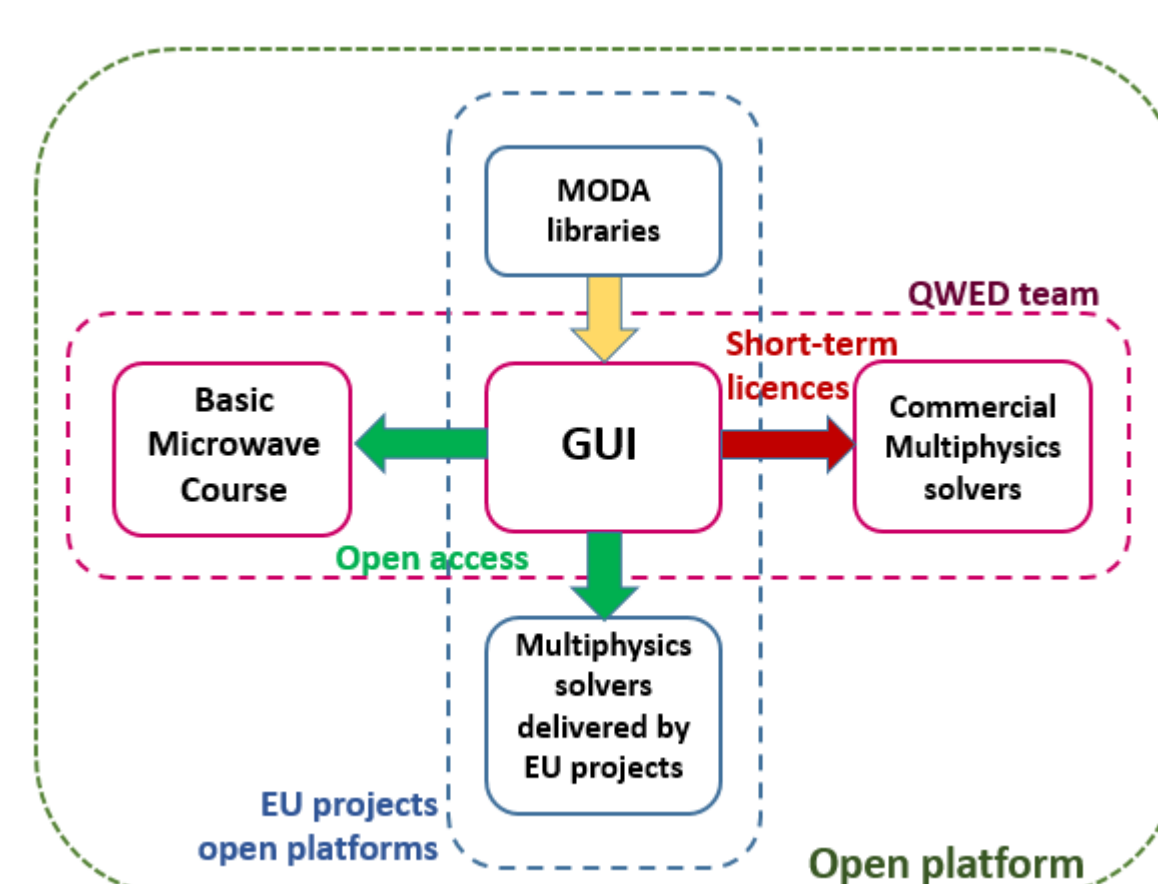 MODA
libraries
QWED team
Short-term
licences
Basic
Microwave
Course
GUI
Commercial
Multiphysics
solvers
Open access
Multiphysics
solvers
delivered by
EU projects
EU projects
open platforms
Open platform